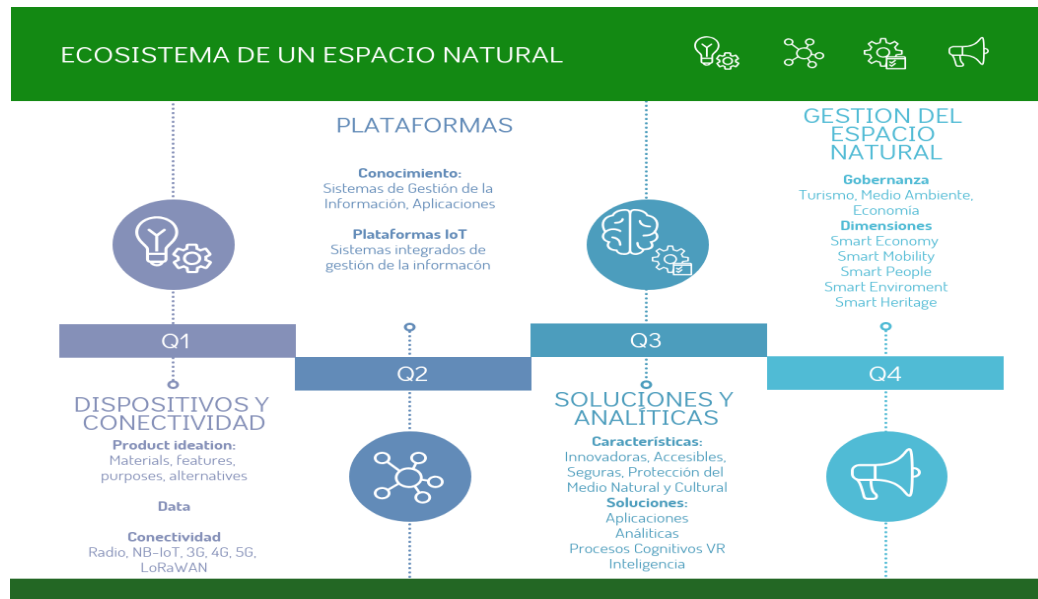 ECOSISTEMA DE UN ESPACIO NATURAL
Q1
DISPOSITIVOS Y
CONECTIVIDAD
Product ideation:
Materials, features,
purposes, alternatives
Data
Conectividad
Radio, NB-IoT, 3G, 4G, 5G,
LoRaWAN
PLATAFORMAS
Conocimiento:
Sistemas de Gestión de la
Información, Aplicaciones
Plataformas IoT
Sistemas integrados de
gestión de la informacón
Q2
Q3
SOLUCIONES Y
ANALÍTICAS
Características:
Innovadoras, Accesibles,
Seguras, Protección del
Medio Natural y Cultural
Soluciones:
Aplicaciones
Análiticas
Procesos Cognitivos VR
Inteligencia
GESTION DEL
ESPACIO
NATURAL
Gobernanza
Turismo, Medio Ambiente,
Economía
Dimensiones
Smart Economy
Smart Mobility
Smart People
Smart Enviroment
Smart Heritage
Q4